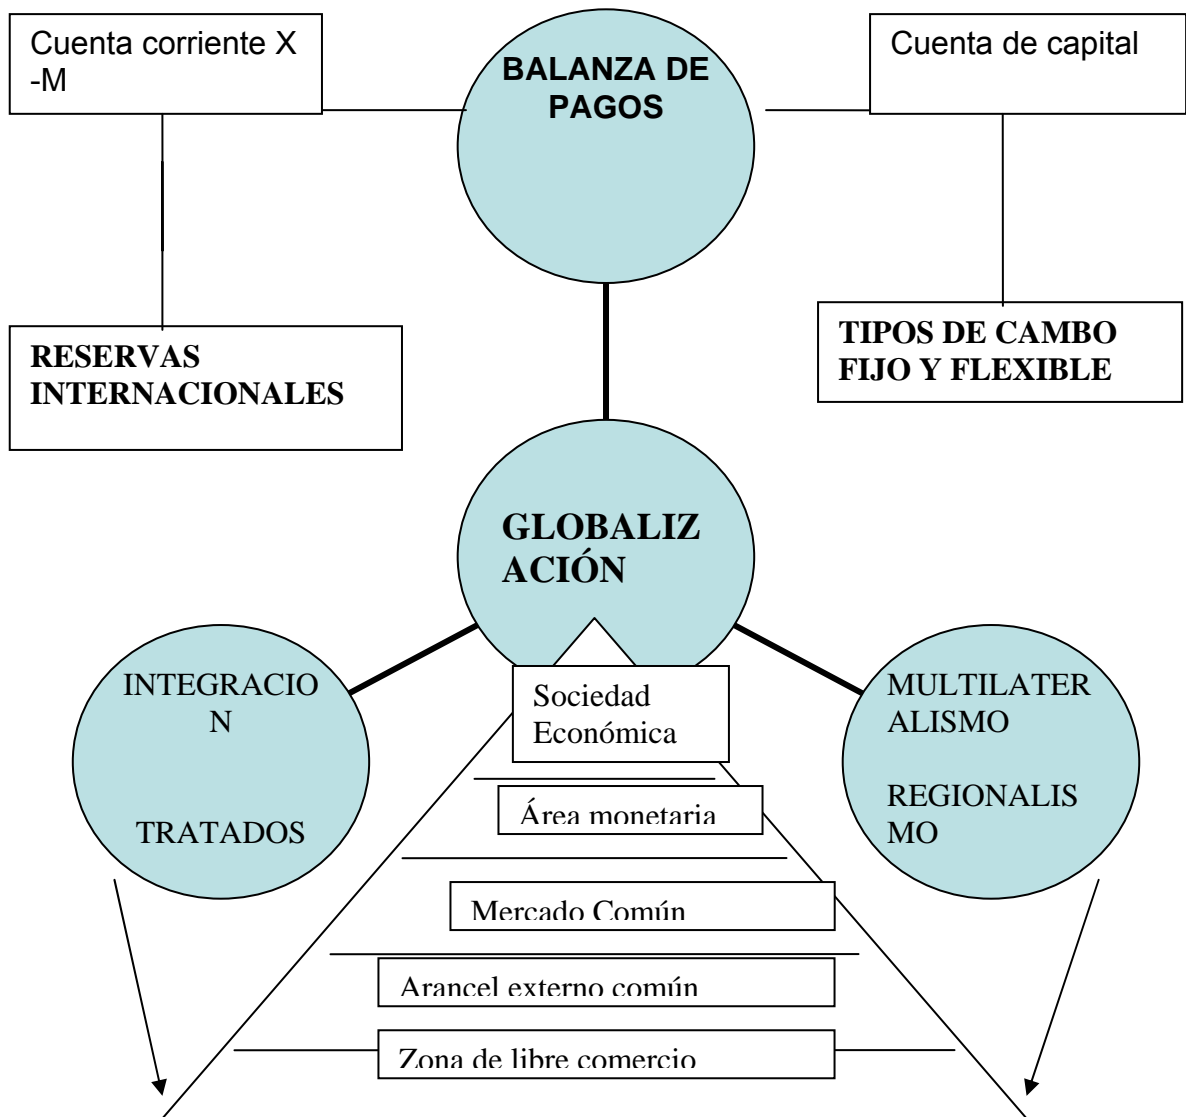 Cuenta corriente X
-M
BALANZA DE
PAGOS
Cuenta de capital
RESERVAS
INTERNACIONALES
TIPOS DE CAMBO
FIJO Y FLEXIBLE
GLOBALIZ
ACIÓN
INTEGRACIO
N
TRATADOS
Sociedad
Económica
MULTILATER
ALISMO
REGIONALIS
MO
Área monetaria
Mercado Común
Arancel externo común
Zona de libre comercio